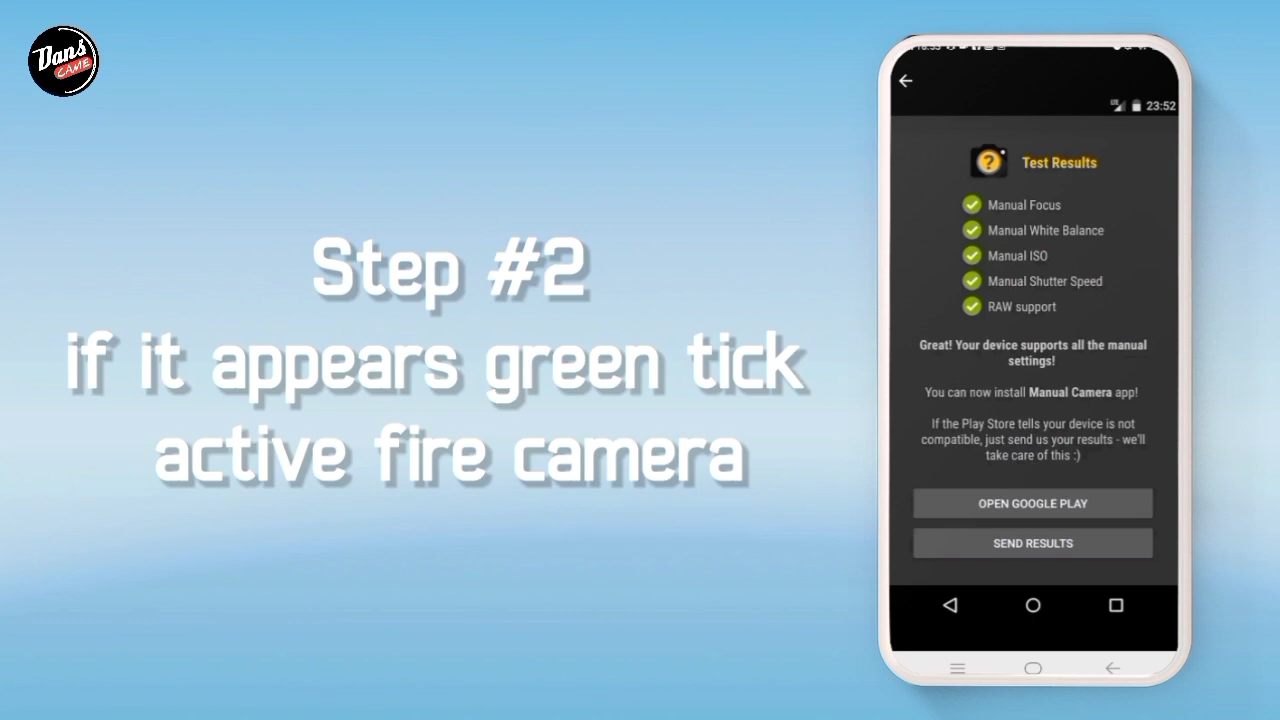 Dans
GAME
Step #2
if it appears green tick
active fire camera
LTE
23:52
Test Results
Manual Focus
Manual White Balance
Manual ISO
Manual Shutter Speed
RAW support
Great! Your device supports all the manual
settings!
You can now install Manual Camera app!
If the Play Store tells your device is not
compatible, just send us your results - we'll
take care of this :)
OPEN GOOGLE PLAY
SEND RESULTS